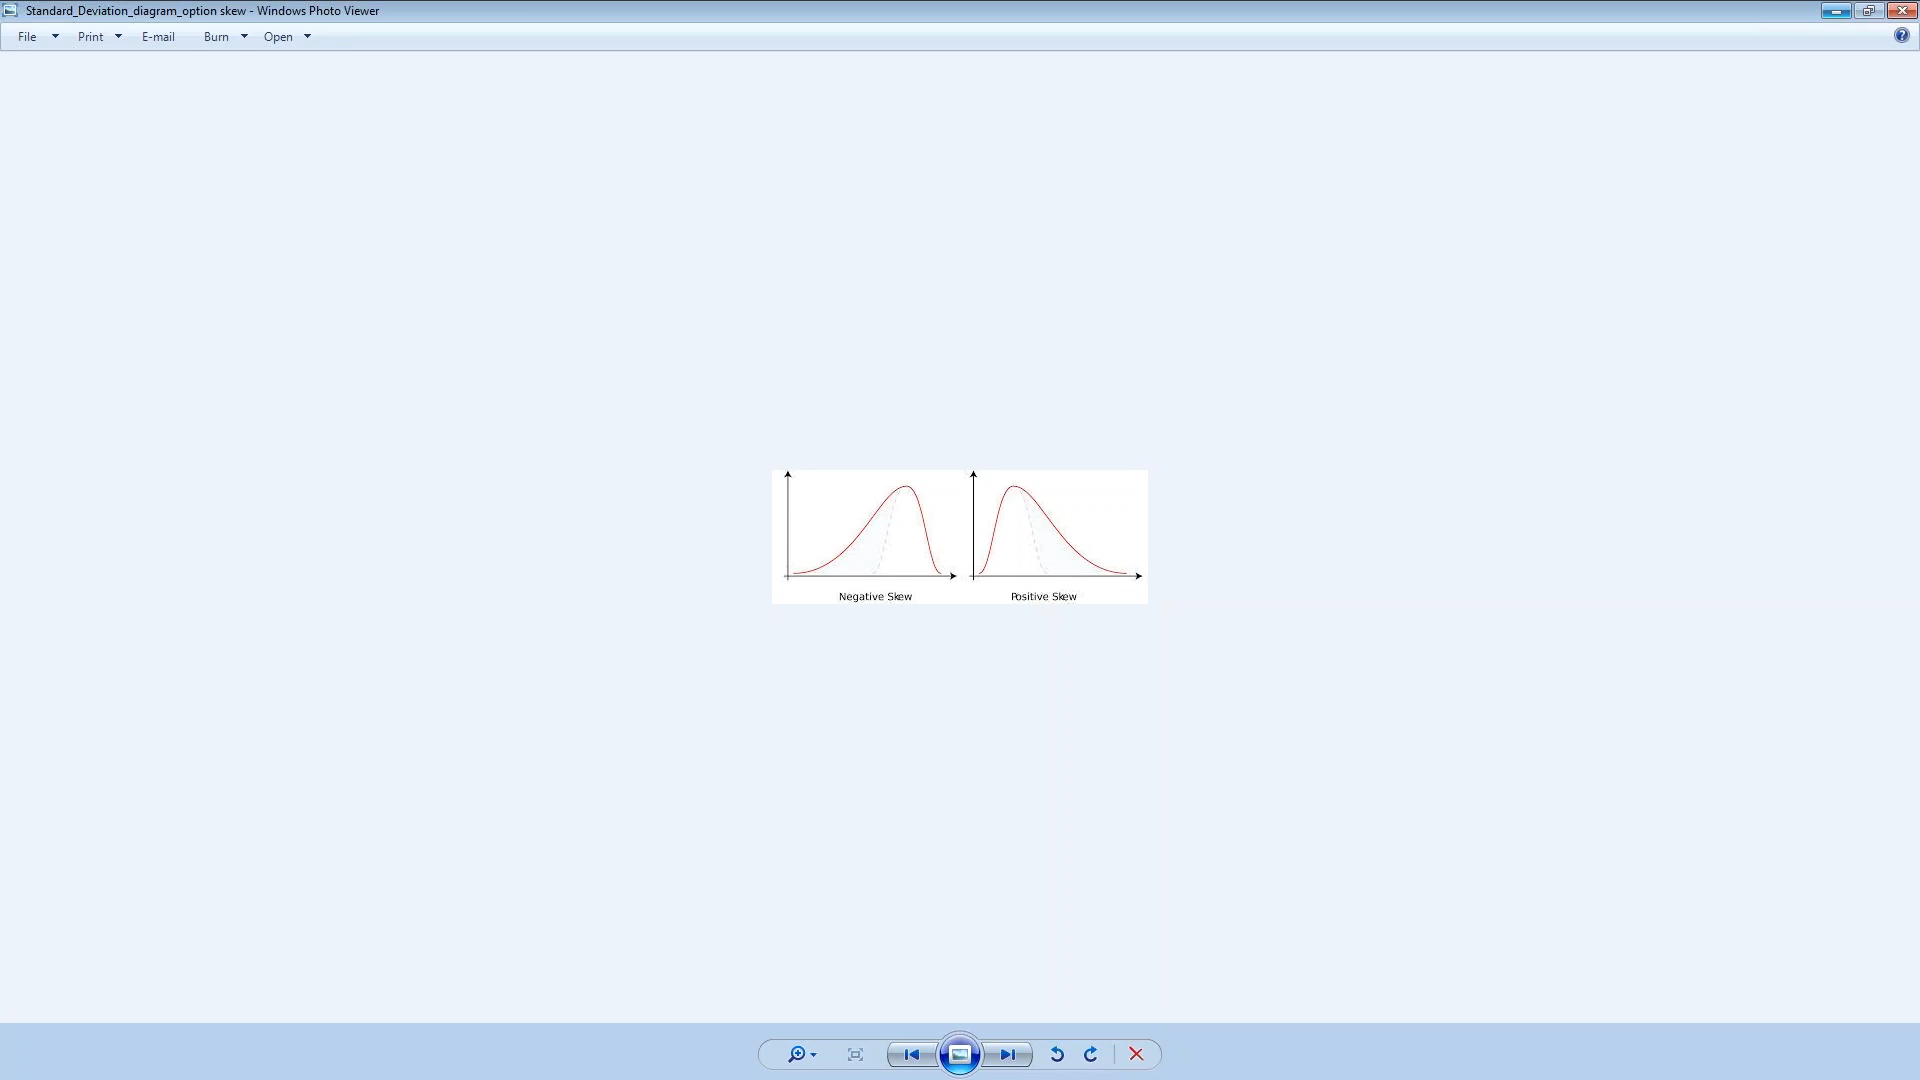 Standard_Deviation_diagram_option skew - Windows Photo Viewer
File Print E-mail Burn Open
Negative Skew Positive Skew